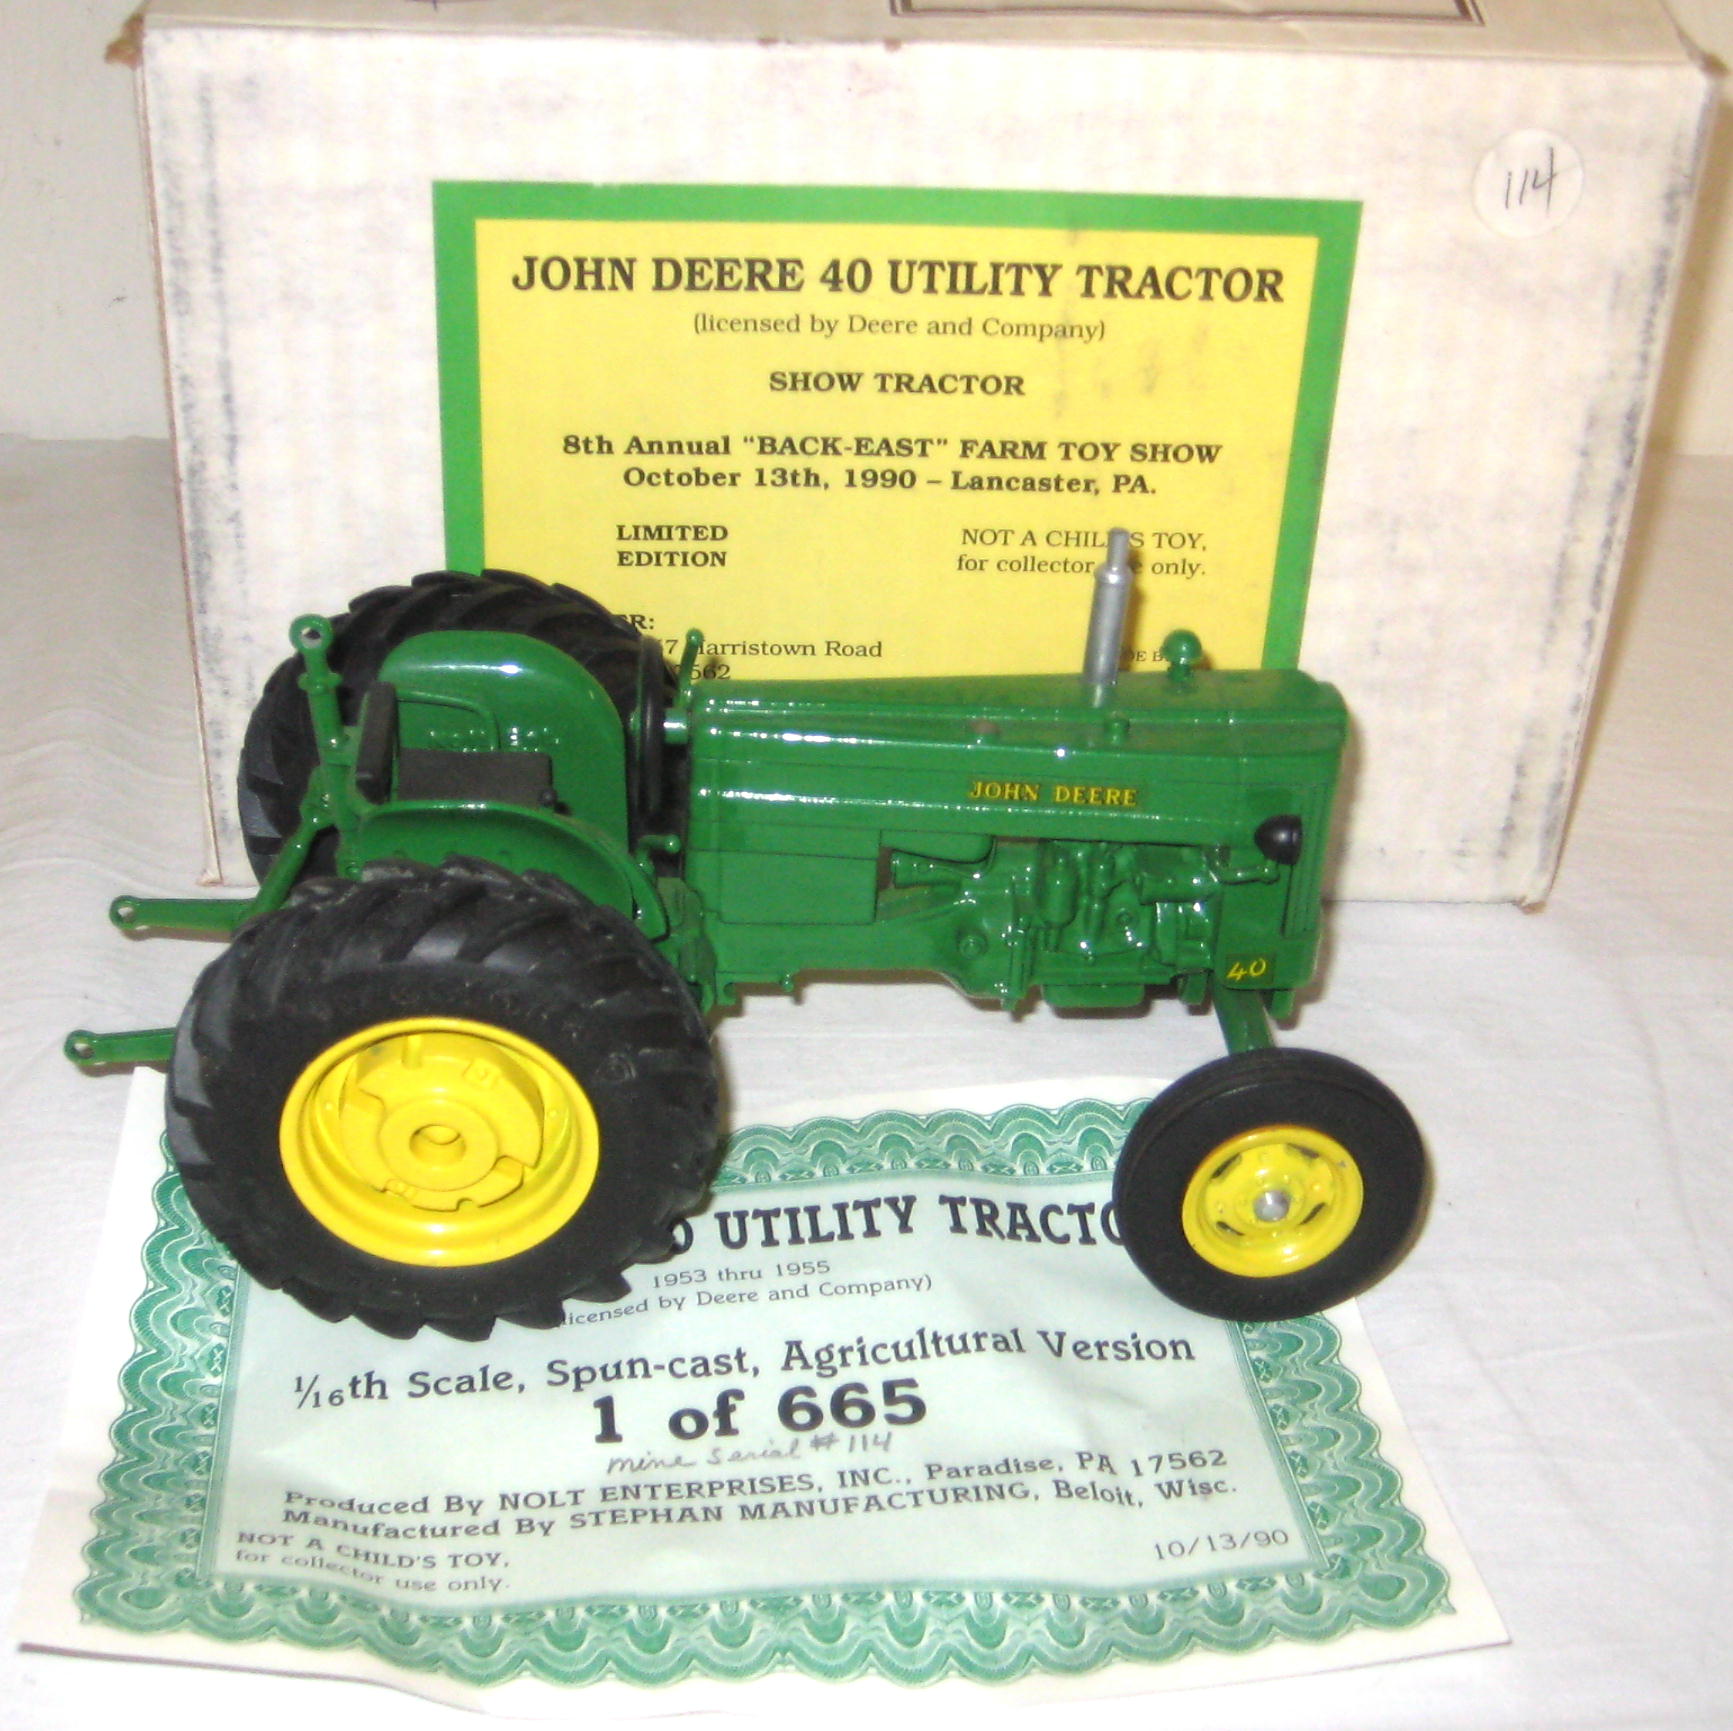 114
JOHN DEERE 40 UTILITY TRACTOR
(licensed by Deere and Company)
SHOW TRACTOR
8th Annual "BACK-EAST" FARM TOY SHOW
October 13th, 1990 – Lancaster, PA.
LIMITED
EDITION
NOT A CHIL S TOY,
for collector e only.
R:
7 Harristown Road
7562
DE B
JOHN DEERE
40
0 UTILITY TRACTO
1953 thru 1955
licensed by Deere and Company)
1/16th Scale, Spun-cast, Agricultural Version
1 of 665
mine Serial # 114
Produced By NOLT ENTERPRISES, INC., Paradise, PA 17562
Manufactured By STEPHAN MANUFACTURING, Beloit, Wisc.
NOT A CHILD'S TOY,
for collector use only.
10/13/90